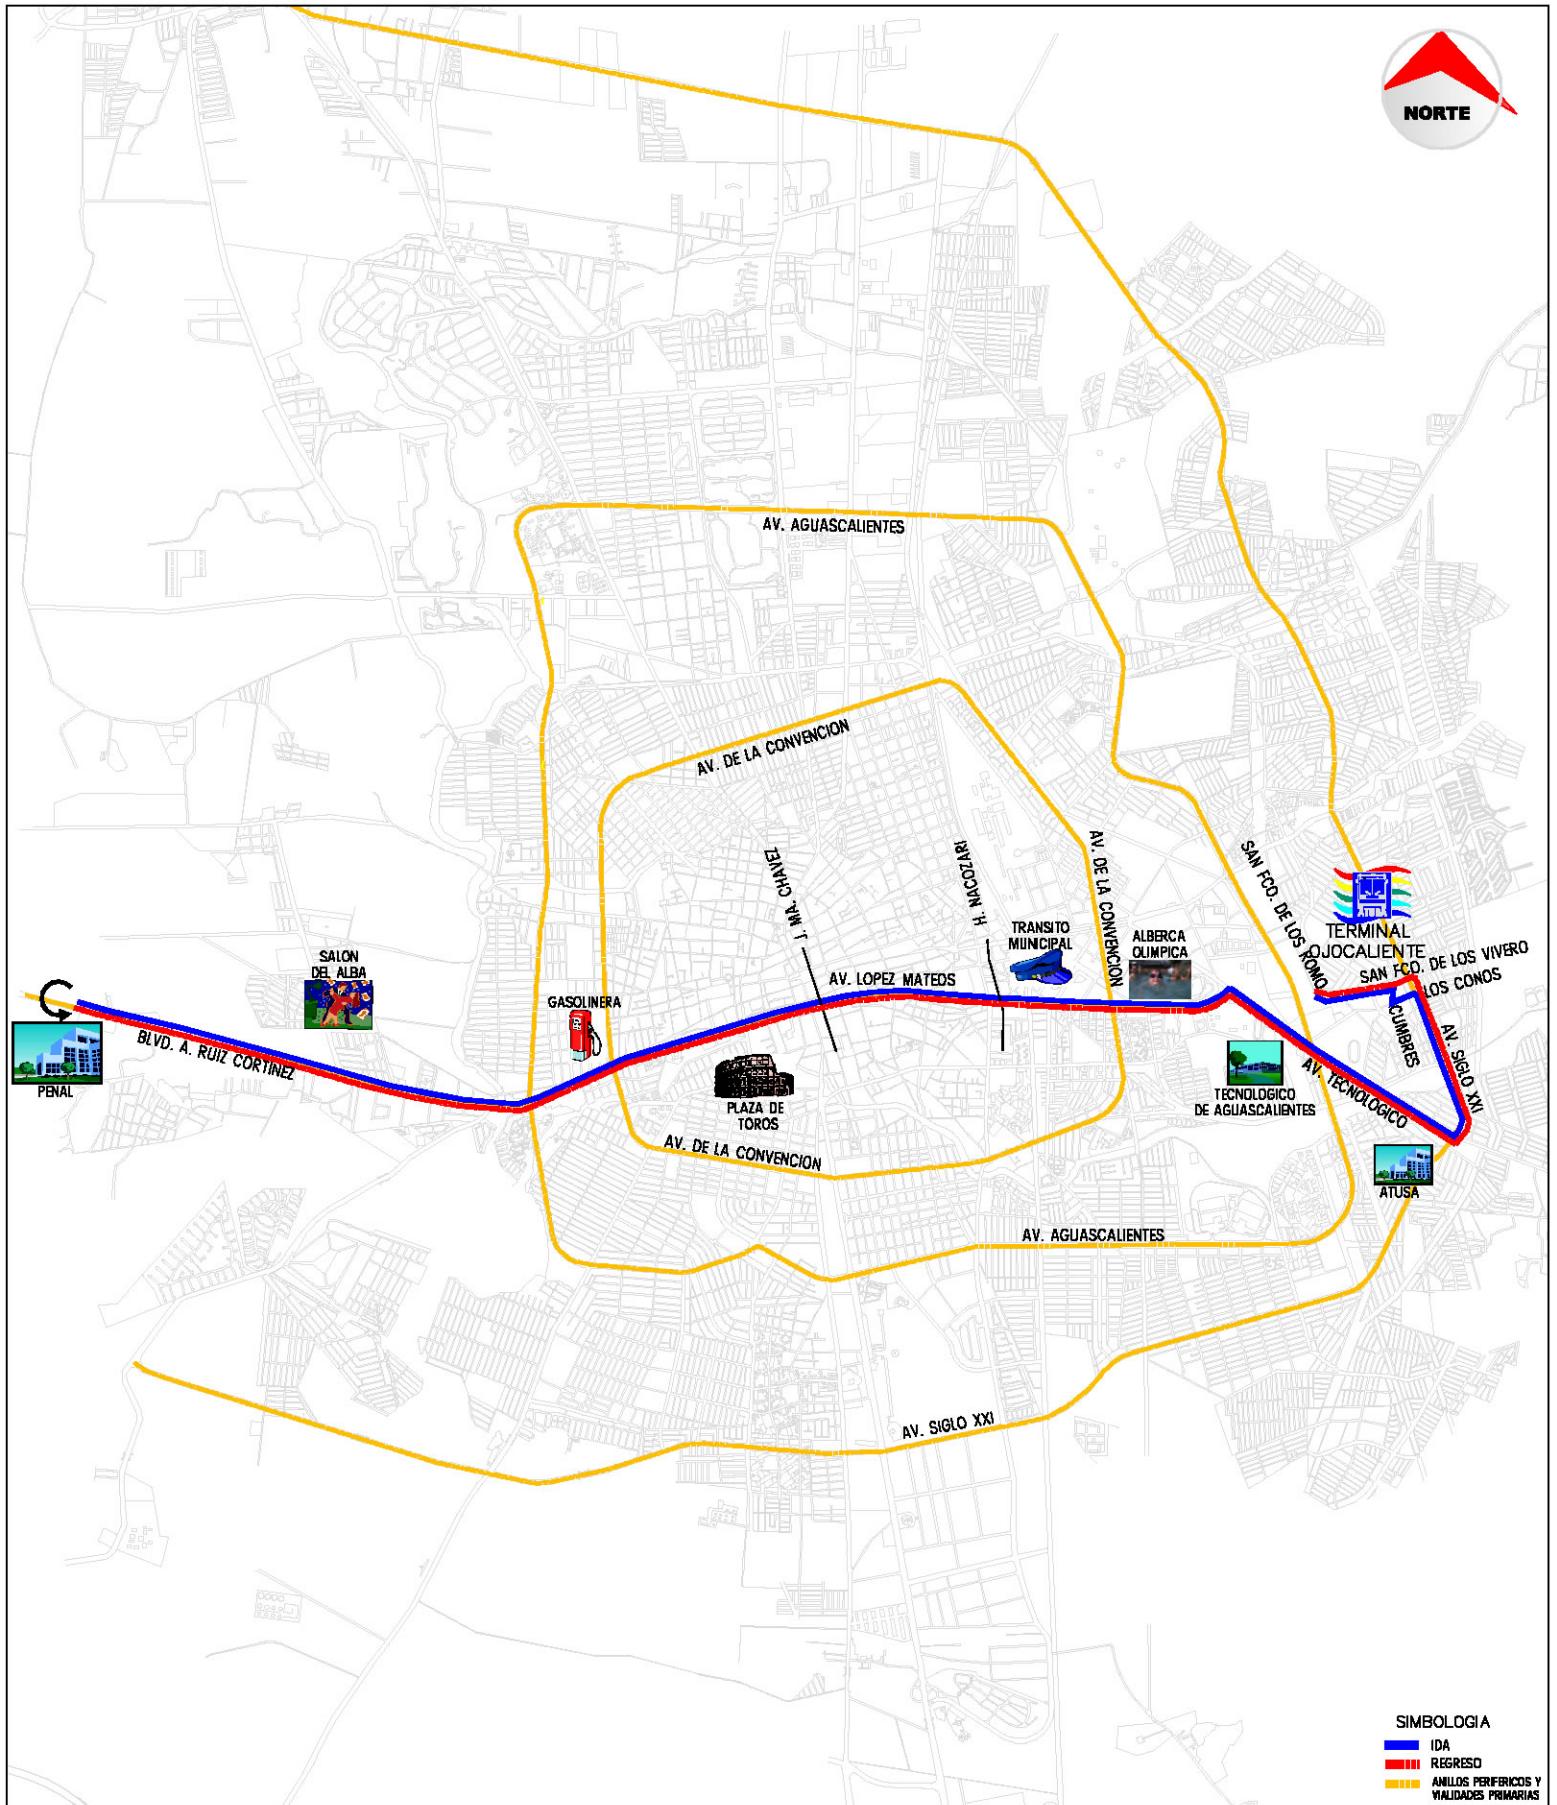 NORTE
AV. AGUASCALIENTES
AV. DE LA CONVENCION
J. MA. CHAVEZ
H. NACOZARI
AV. DE LA CONVENCION
SAN FCO. DE LOS ROMO
TRANSITO
MUNICIPAL
ALBERCA
OLIMPICA
ATUSA
TERMINAL
OJOCALIENTE
SAN FCO. DE LOS VIVERO
LOS CONOS
CUMBRES
AV. SIGLO XXI
SALON
DEL ALBA
GASOLINERA
AV. LOPEZ MATEOS
BLVD. A. RUIZ CORTINEZ
PENAL
PLAZA DE
TOROS
TECNOLOGICO
DE AGUASCALIENTES
AV. TECNOLOGICO
AV. DE LA CONVENCION
ATUSA
AV. AGUASCALIENTES
AV. SIGLO XXI
SIMBOLOGIA
IDA
REGRESO
ANILLOS PERIFERICOS Y
VIALIDADES PRIMARIAS